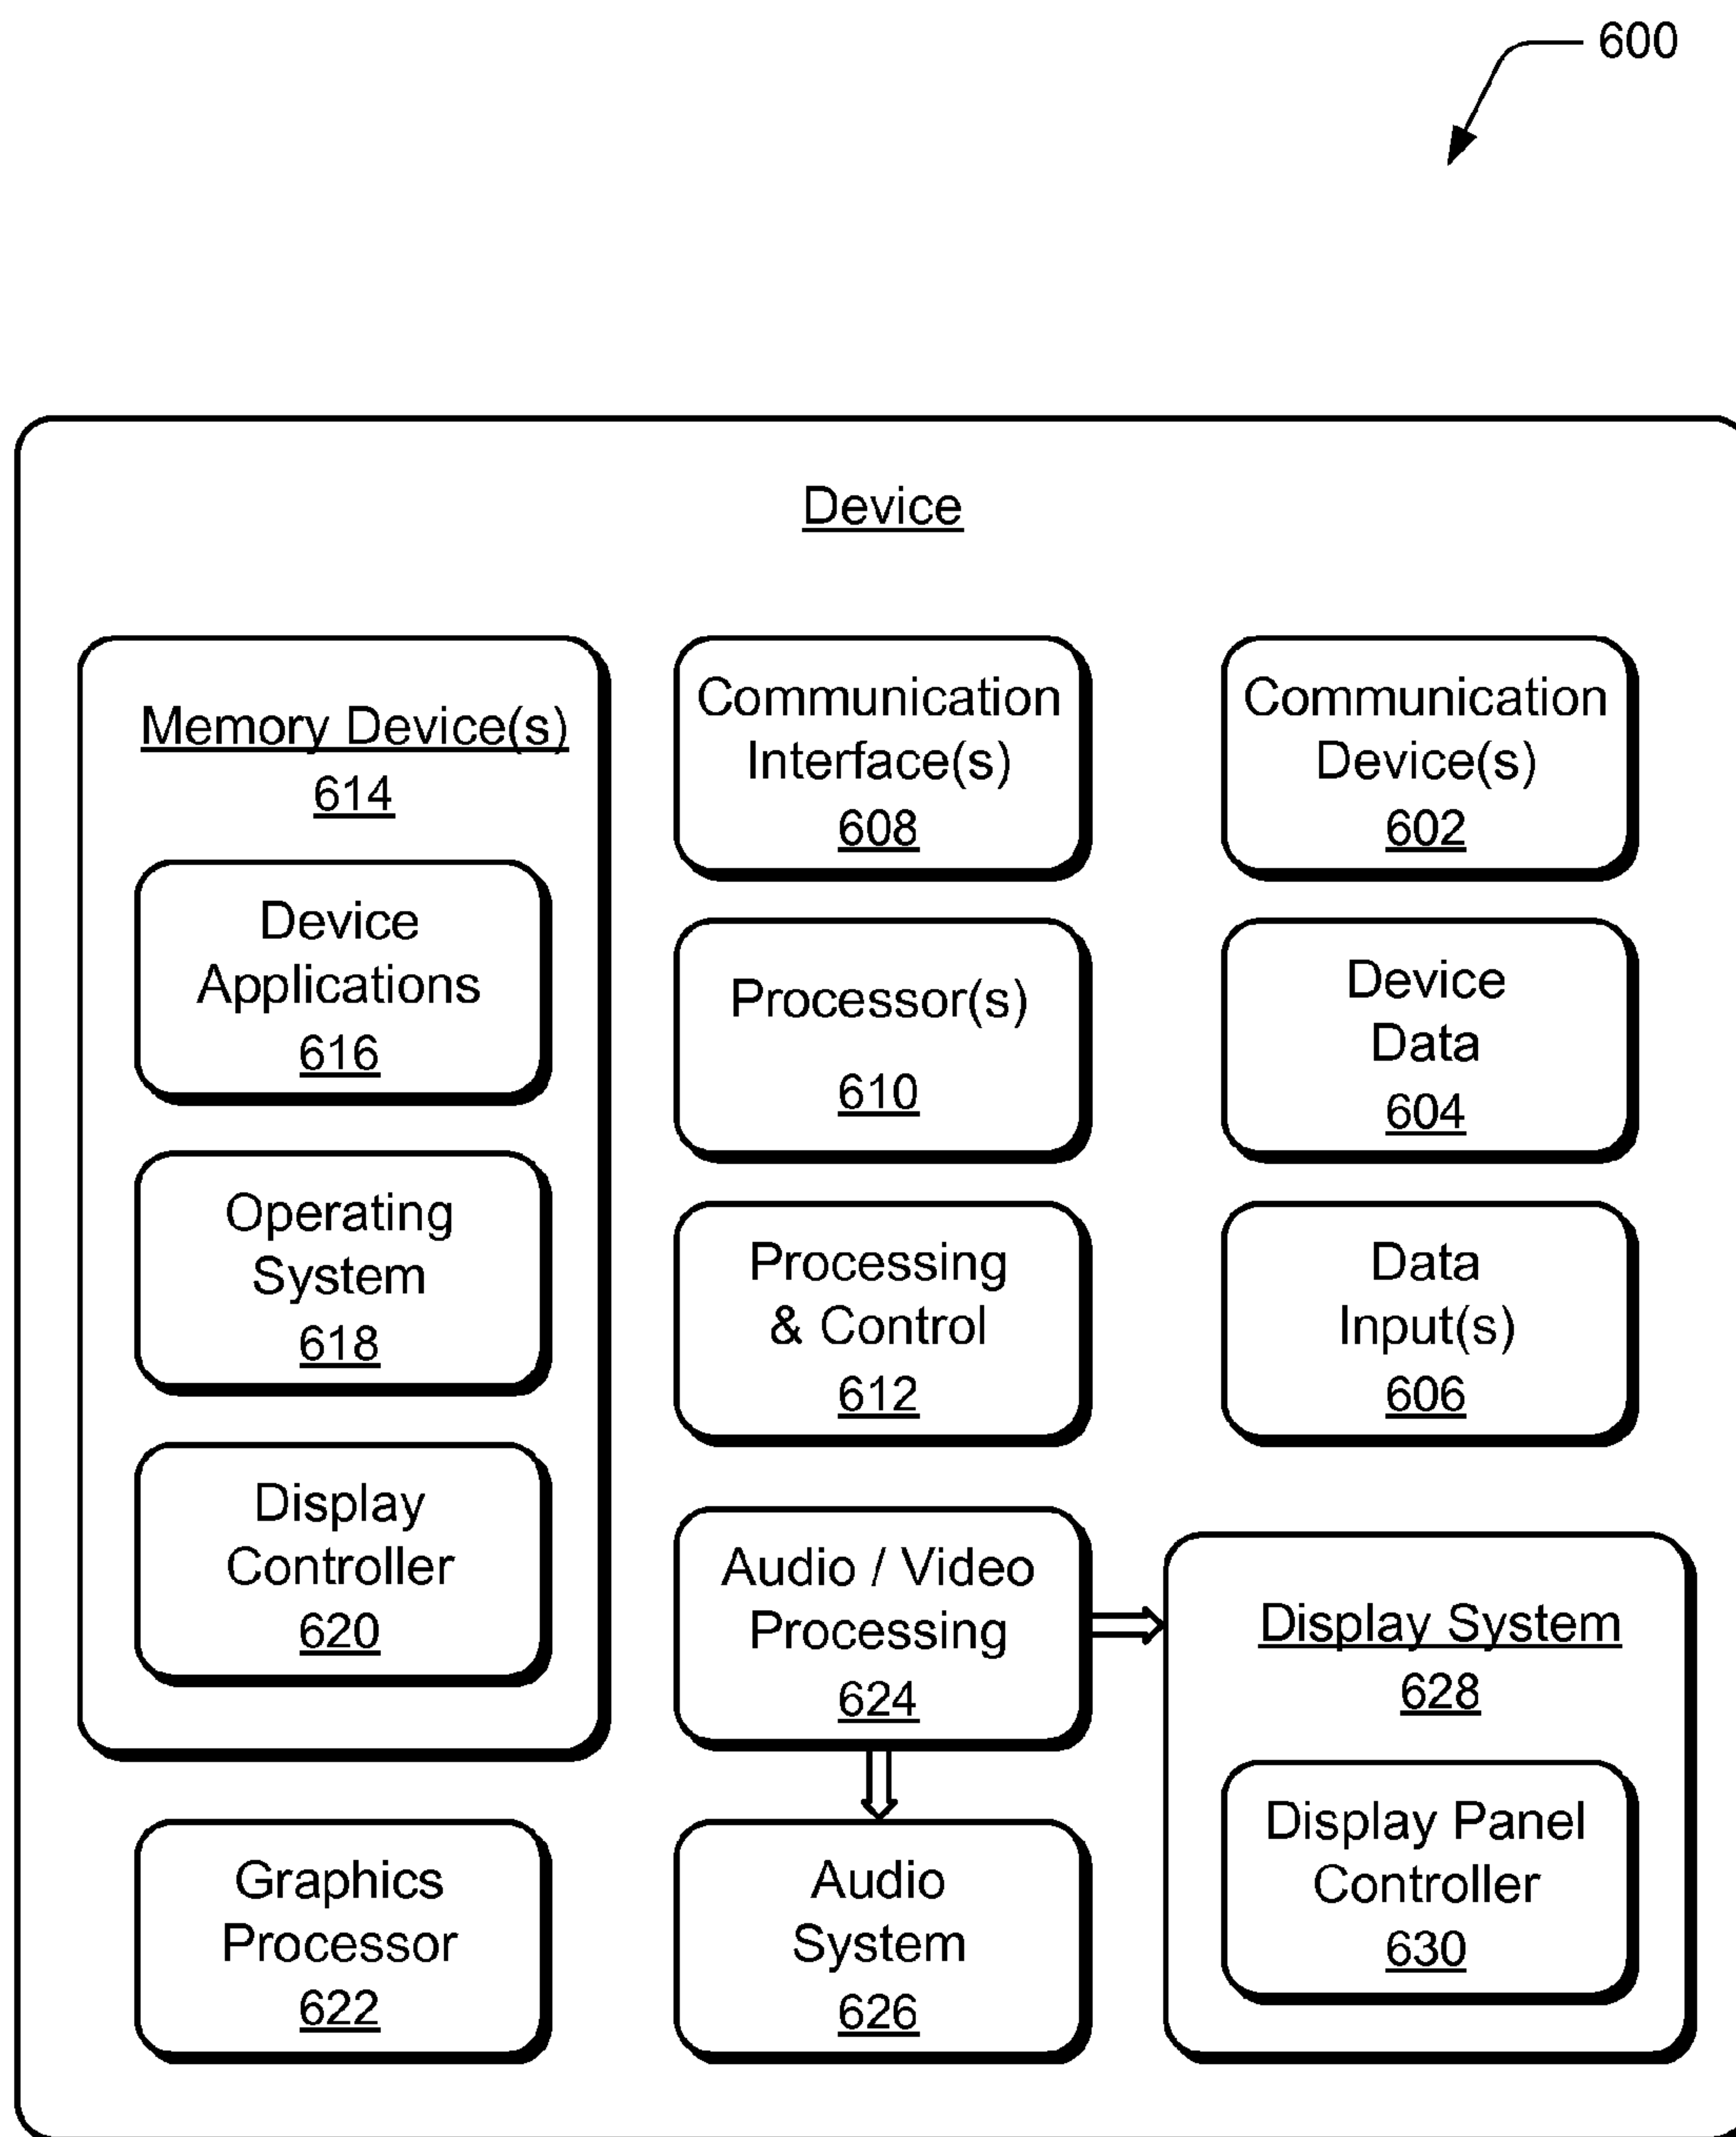 600
Device
Memory Device(s)
614
Device
Applications
616
Operating
System
618
Display
Controller
620
Graphics
Processor
622
Communication
Interface(s)
608
Processor(s)
610
Processing
& Control
612
Audio / Video
Processing
624
Audio
System
626
Communication
Device(s)
602
Device
Data
604
Data
Input(s)
606
Display System
628
Display Panel
Controller
630